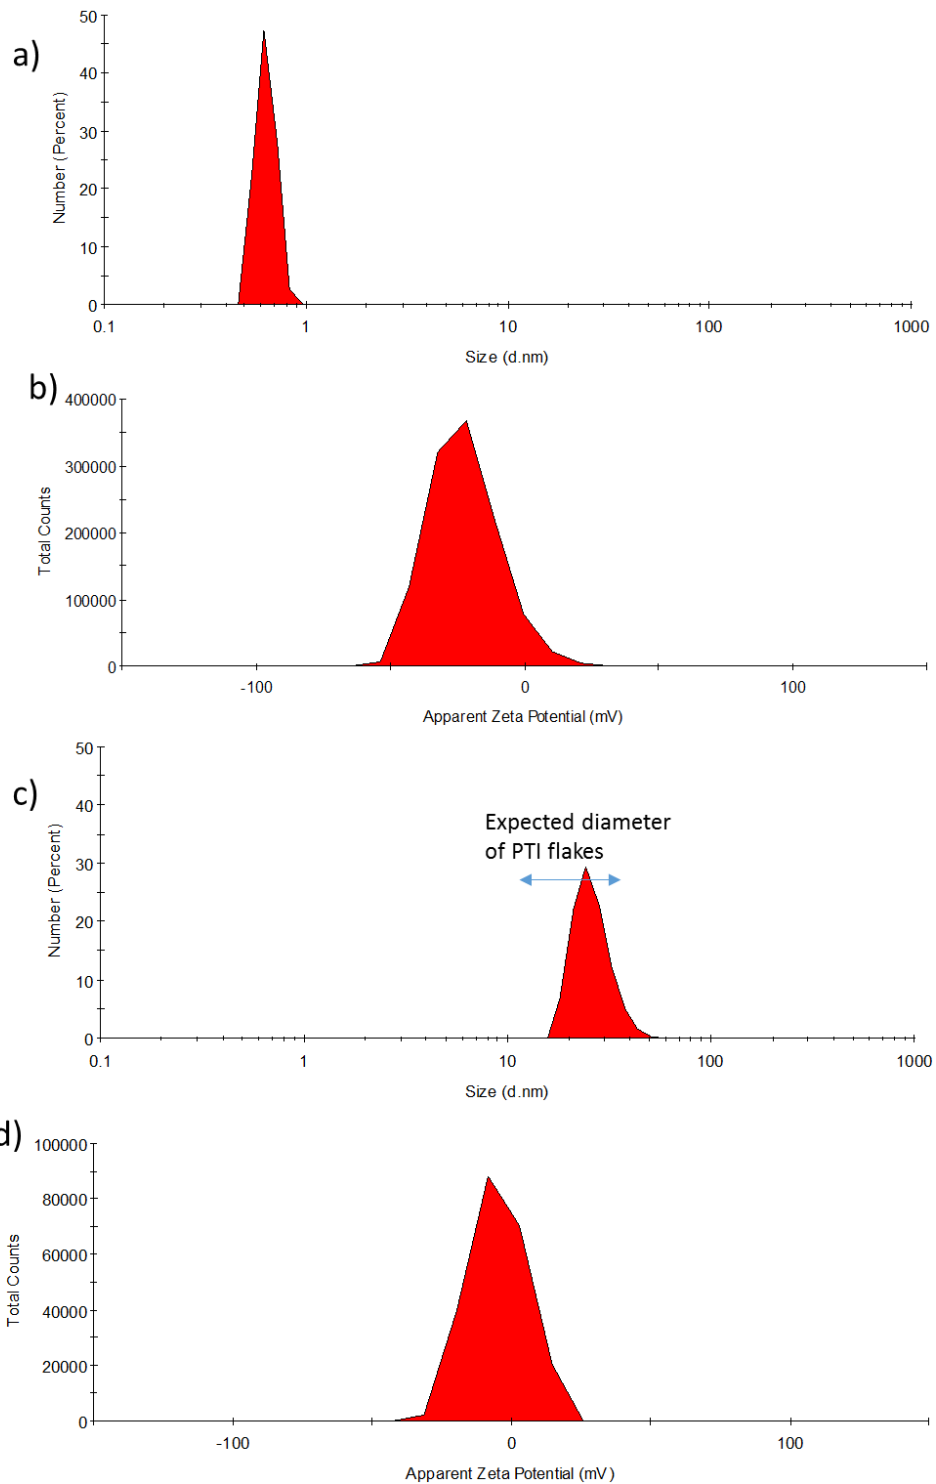 a)
50
40
30
20
10
0
Number (Percent)
0.1 1 10 100 1000
Size (d.nm)
b)
400000
300000
200000
100000
0
Total Counts
-100 0 100
Apparent Zeta Potential (mV)
c)
50
40
30
20
10
0
Number (Percent)
Expected diameter
of PTI flakes
0.1 1 10 100 1000
Size (d.nm)
d)
100000
80000
60000
40000
20000
0
Total Counts
-100 0 100
Apparent Zeta Potential (mV)